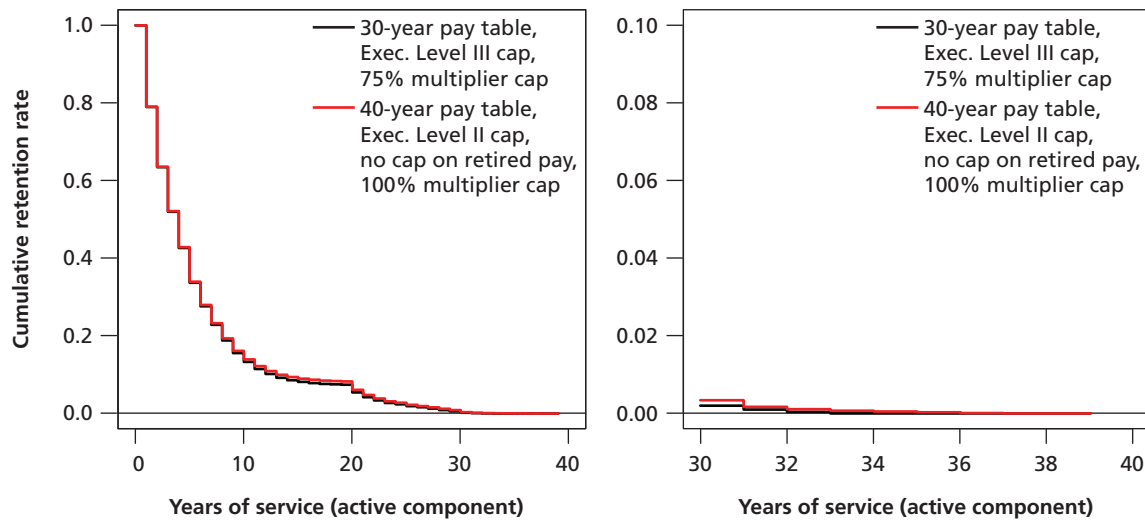 Cumulative retention rate
1.0
0.8
0.6
0.4
0.2
0.0
30-year pay table,
Exec. Level III cap,
75% multiplier cap
40-year pay table,
Exec. Level II cap,
no cap on retired pay,
100% multiplier cap
0 10 20 30 40
Years of service (active component)
0.10
0.08
0.06
0.04
0.02
0.00
30-year pay table,
Exec. Level III cap,
75% multiplier cap
40-year pay table,
Exec. Level II cap,
no cap on retired pay,
100% multiplier cap
30 32 34 36 38 40
Years of service (active component)